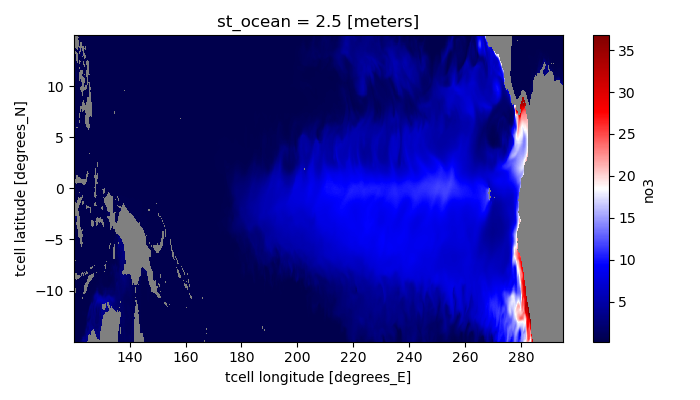 st_ocean = 2.5 [meters]
tcell latitude [degrees_N]
10
5
0
−5
−10
140 160 180 200 220 240 260 280
tcell longitude [degrees_E]
35
30
25
20
15
10
5
no3